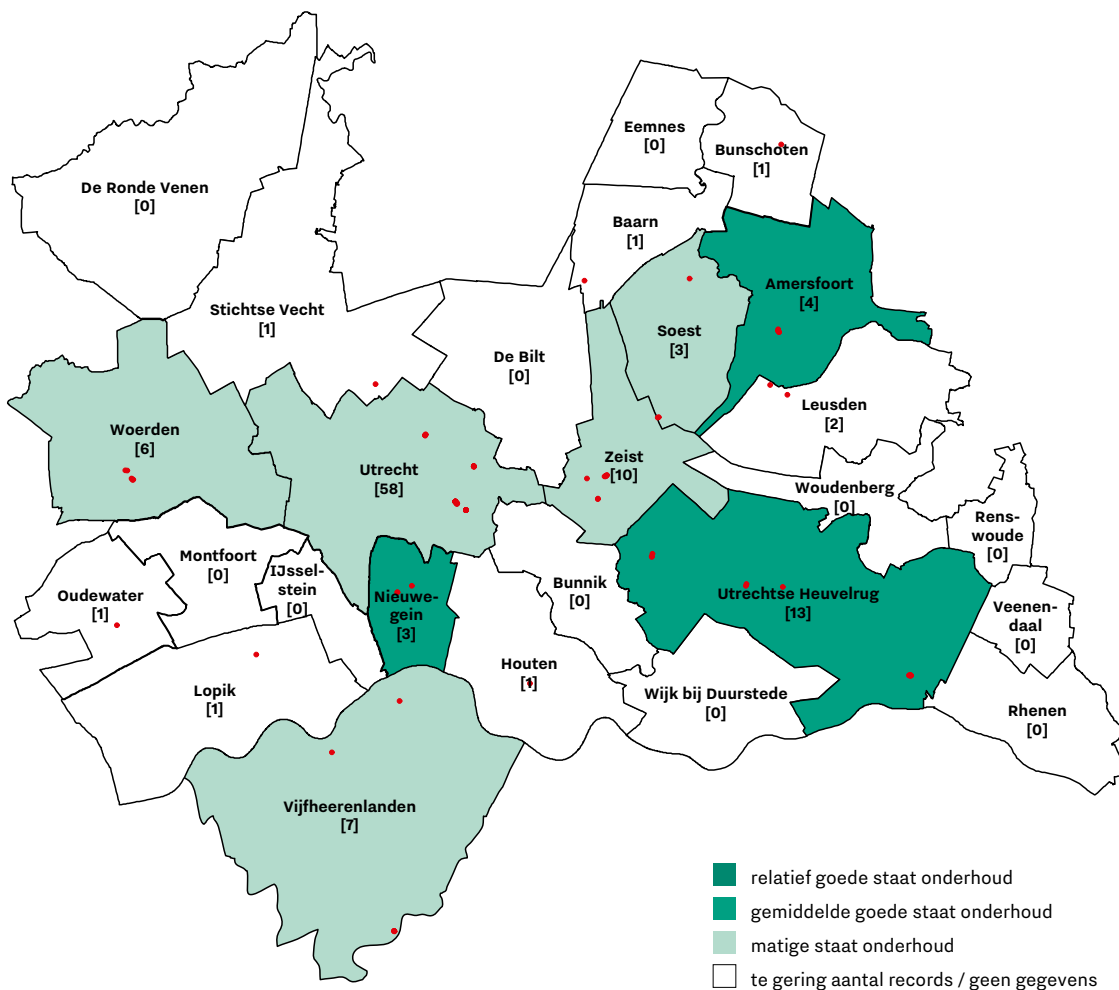 Eemnes
[0]
Bunschoten
[1]
De Ronde Venen
[0]
Baarn
[1]
Amersfoort
[4]
Stichtse Vecht
[1]
Soest
[3]
De Bilt
[0]
Leusden
[2]
Woerden
[6]
Utrecht
[58]
Zeist
[10]
Woudenberg
[0]
Rens-
woude
[0]
Montfoort
[0]
IJssel-
stein
[0]
Oudewater
[1]
Nieuwe-
gein
[3]
Bunnik
[0]
Utrechtse Heuvelrug
[13]
Veenen-
daal
[0]
Lopik
[1]
Houten
[1]
Wijk bij Duurstede
[0]
Rhenen
[0]
Vijfheerenlanden
[7]
relatief goede staat onderhoud
gemiddelde goede staat onderhoud
matige staat onderhoud
te gering aantal records / geen gegevens